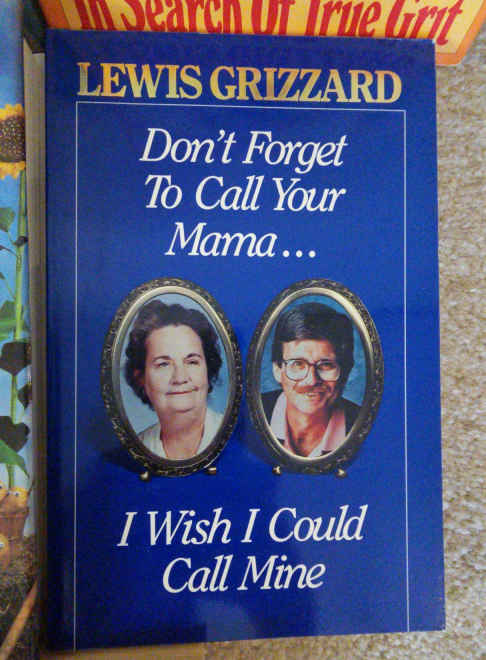 In Search Of True Grit
LEWIS GRIZZARD
Don't Forget
To Call Your
Mama...
I Wish I Could
Call Mine